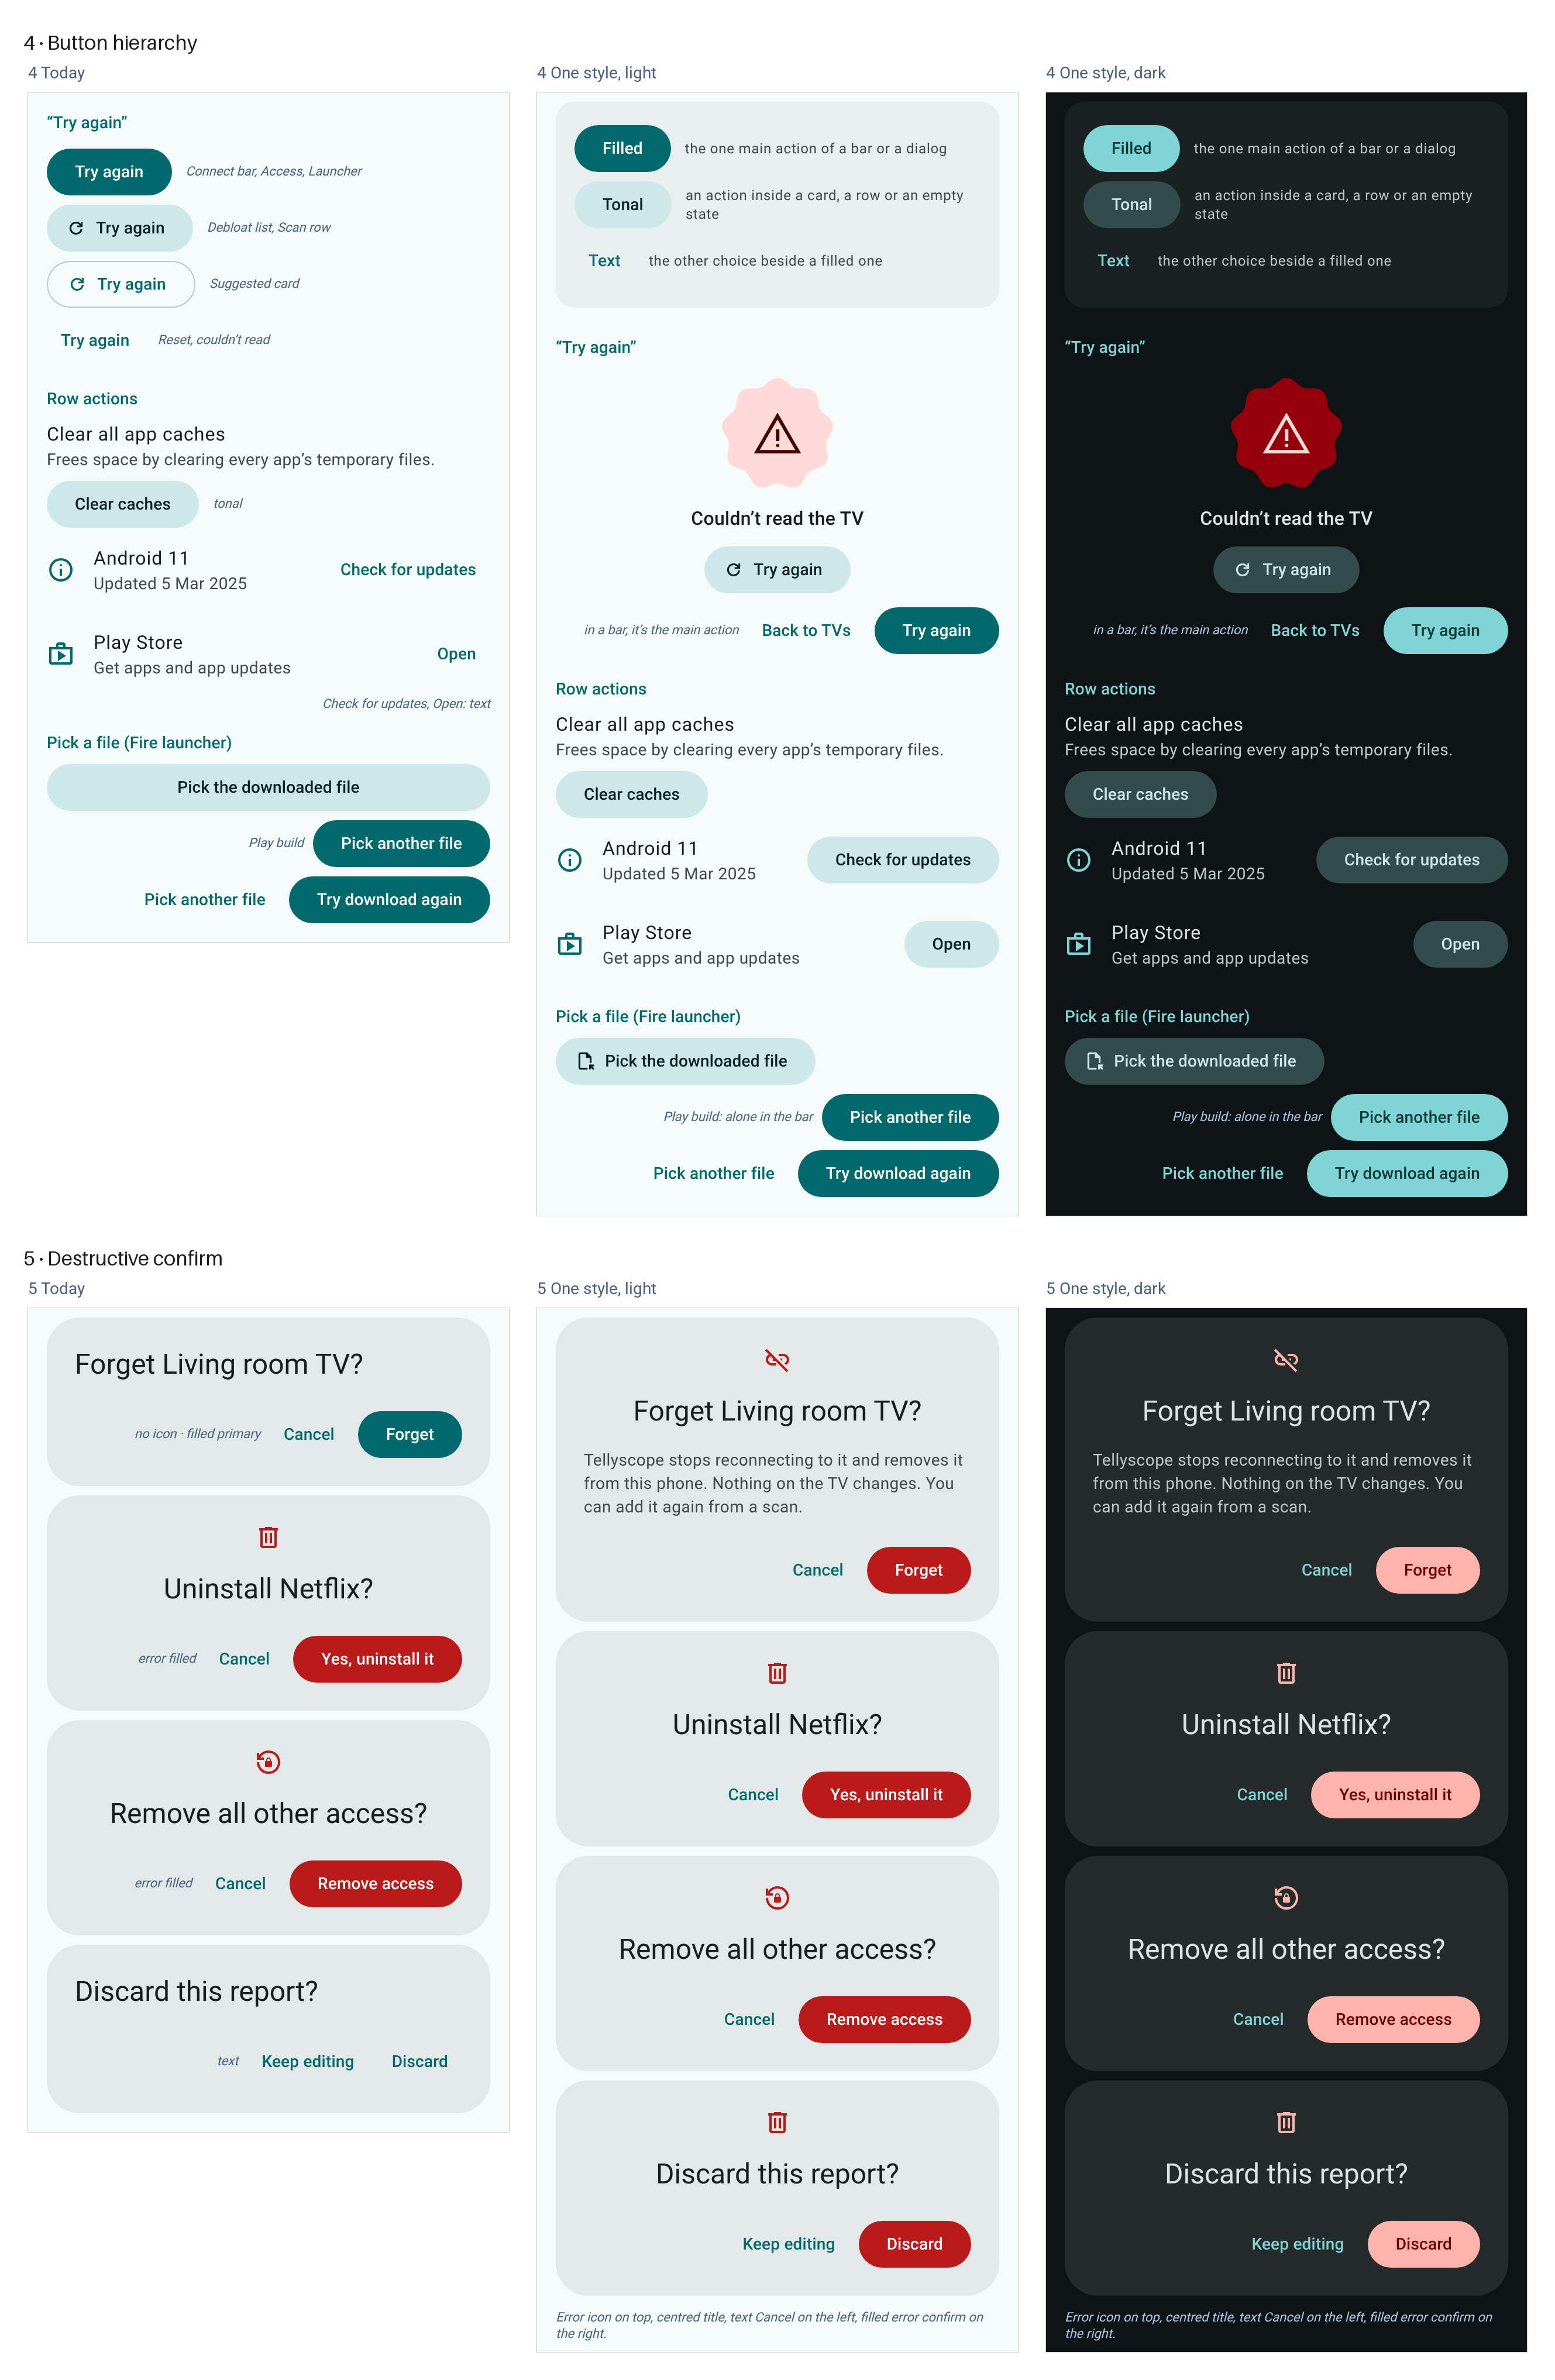 4 · Button hierarchy
4 Today
“Try again”
Try again
Connect bar, Access, Launcher
Try again
Debloat list, Scan row
Try again
Suggested card
Try again
Reset, couldn’t read
Row actions
Clear all app caches
Frees space by clearing every app’s temporary files.
Clear caches
tonal
Android 11
Updated 5 Mar 2025
Check for updates
Play Store
Get apps and app updates
Open
Check for updates, Open: text
Pick a file (Fire launcher)
Pick the downloaded file
Play build
Pick another file
Pick another file
Try download again
4 One style, light
Filled
the one main action of a bar or a dialog
Tonal
an action inside a card, a row or an empty
state
Text
the other choice beside a filled one
“Try again”
Couldn’t read the TV
Try again
in a bar, it’s the main action
Back to TVs
Try again
Row actions
Clear all app caches
Frees space by clearing every app’s temporary files.
Clear caches
Android 11
Updated 5 Mar 2025
Check for updates
Play Store
Get apps and app updates
Open
Pick a file (Fire launcher)
Pick the downloaded file
Play build: alone in the bar
Pick another file
Pick another file
Try download again
4 One style, dark
Filled
the one main action of a bar or a dialog
Tonal
an action inside a card, a row or an empty
state
Text
the other choice beside a filled one
“Try again”
Couldn’t read the TV
Try again
in a bar, it’s the main action
Back to TVs
Try again
Row actions
Clear all app caches
Frees space by clearing every app’s temporary files.
Clear caches
Android 11
Updated 5 Mar 2025
Check for updates
Play Store
Get apps and app updates
Open
Pick a file (Fire launcher)
Pick the downloaded file
Play build: alone in the bar
Pick another file
Pick another file
Try download again
5 · Destructive confirm
5 Today
Forget Living room TV?
no icon · filled primary
Cancel
Forget
Uninstall Netflix?
error filled
Cancel
Yes, uninstall it
Remove all other access?
error filled
Cancel
Remove access
Discard this report?
text
Keep editing
Discard
5 One style, light
Forget Living room TV?
Tellyscope stops reconnecting to it and removes it
from this phone. Nothing on the TV changes. You
can add it again from a scan.
Cancel
Forget
Uninstall Netflix?
Cancel
Yes, uninstall it
Remove all other access?
Cancel
Remove access
Discard this report?
Keep editing
Discard
Error icon on top, centred title, text Cancel on the left, filled error confirm on
the right.
5 One style, dark
Forget Living room TV?
Tellyscope stops reconnecting to it and removes it
from this phone. Nothing on the TV changes. You
can add it again from a scan.
Cancel
Forget
Uninstall Netflix?
Cancel
Yes, uninstall it
Remove all other access?
Cancel
Remove access
Discard this report?
Keep editing
Discard
Error icon on top, centred title, text Cancel on the left, filled error confirm on
the right.